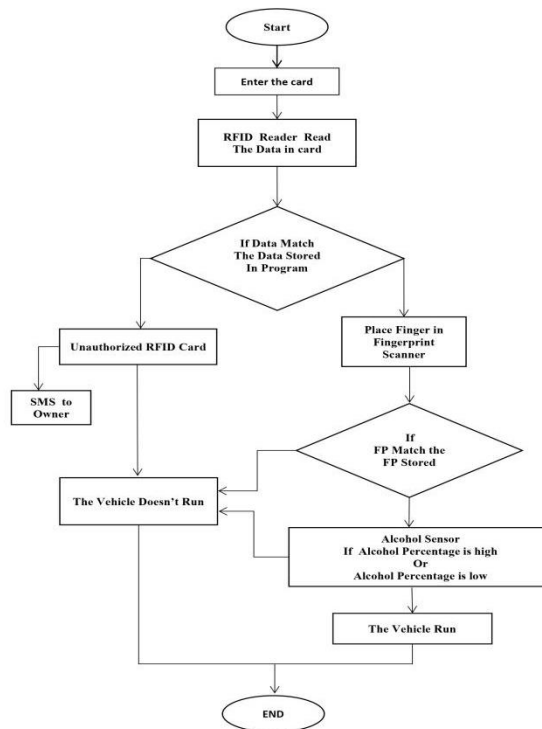 Start
Enter the card
RFID Reader Read
The Data in card
If Data Match
The Data Stored
In Program
Unauthorized RFID Card
Place Finger in
Fingerprint
Scanner
SMS to
Owner
If
FP Match the
FP Stored
The Vehicle Doesn’t Run
Alcohol Sensor
If Alcohol Percentage is high
Or
Alcohol Percentage is low
The Vehicle Run
END